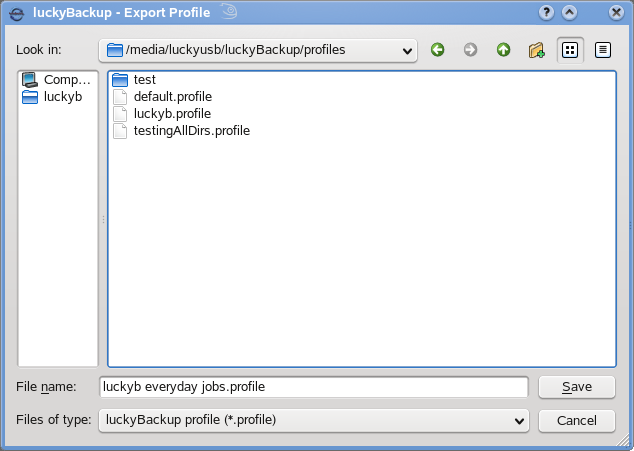 luckyBackup - Export Profile
Look in: /media/luckyusb/luckyBackup/profiles
Comp...
luckyb
test
default.profile
luckyb.profile
testingAllDirs.profile
File name: luckyb everyday jobs.profile Save
Files of type: luckyBackup profile (*.profile) Cancel